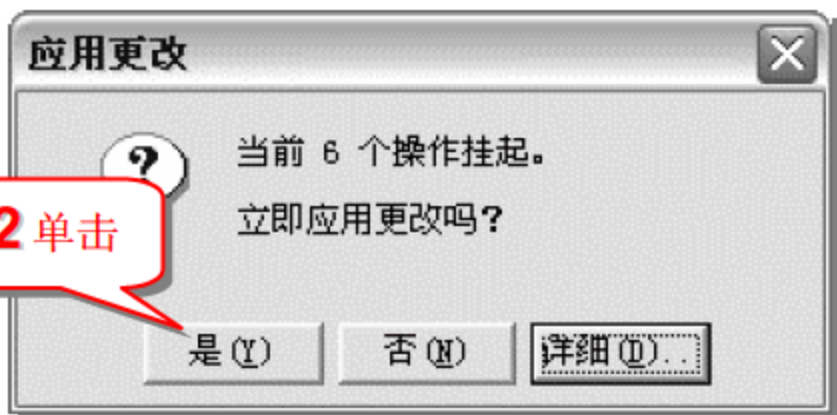 应用更改
当前 6 个操作挂起。
立即应用更改吗?
2 单击
是(Y)
否(N)
详细(D)..